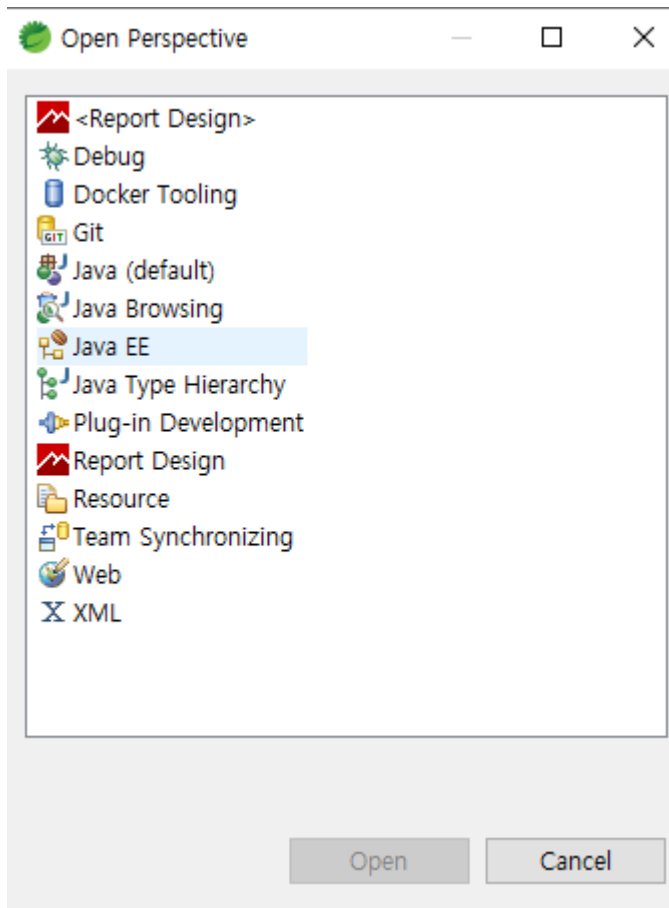 Open Perspective
<Report Design>
Debug
Docker Tooling
Git
Java (default)
Java Browsing
Java EE
Java Type Hierarchy
Plug-in Development
Report Design
Resource
Team Synchronizing
Web
XML
Open
Cancel